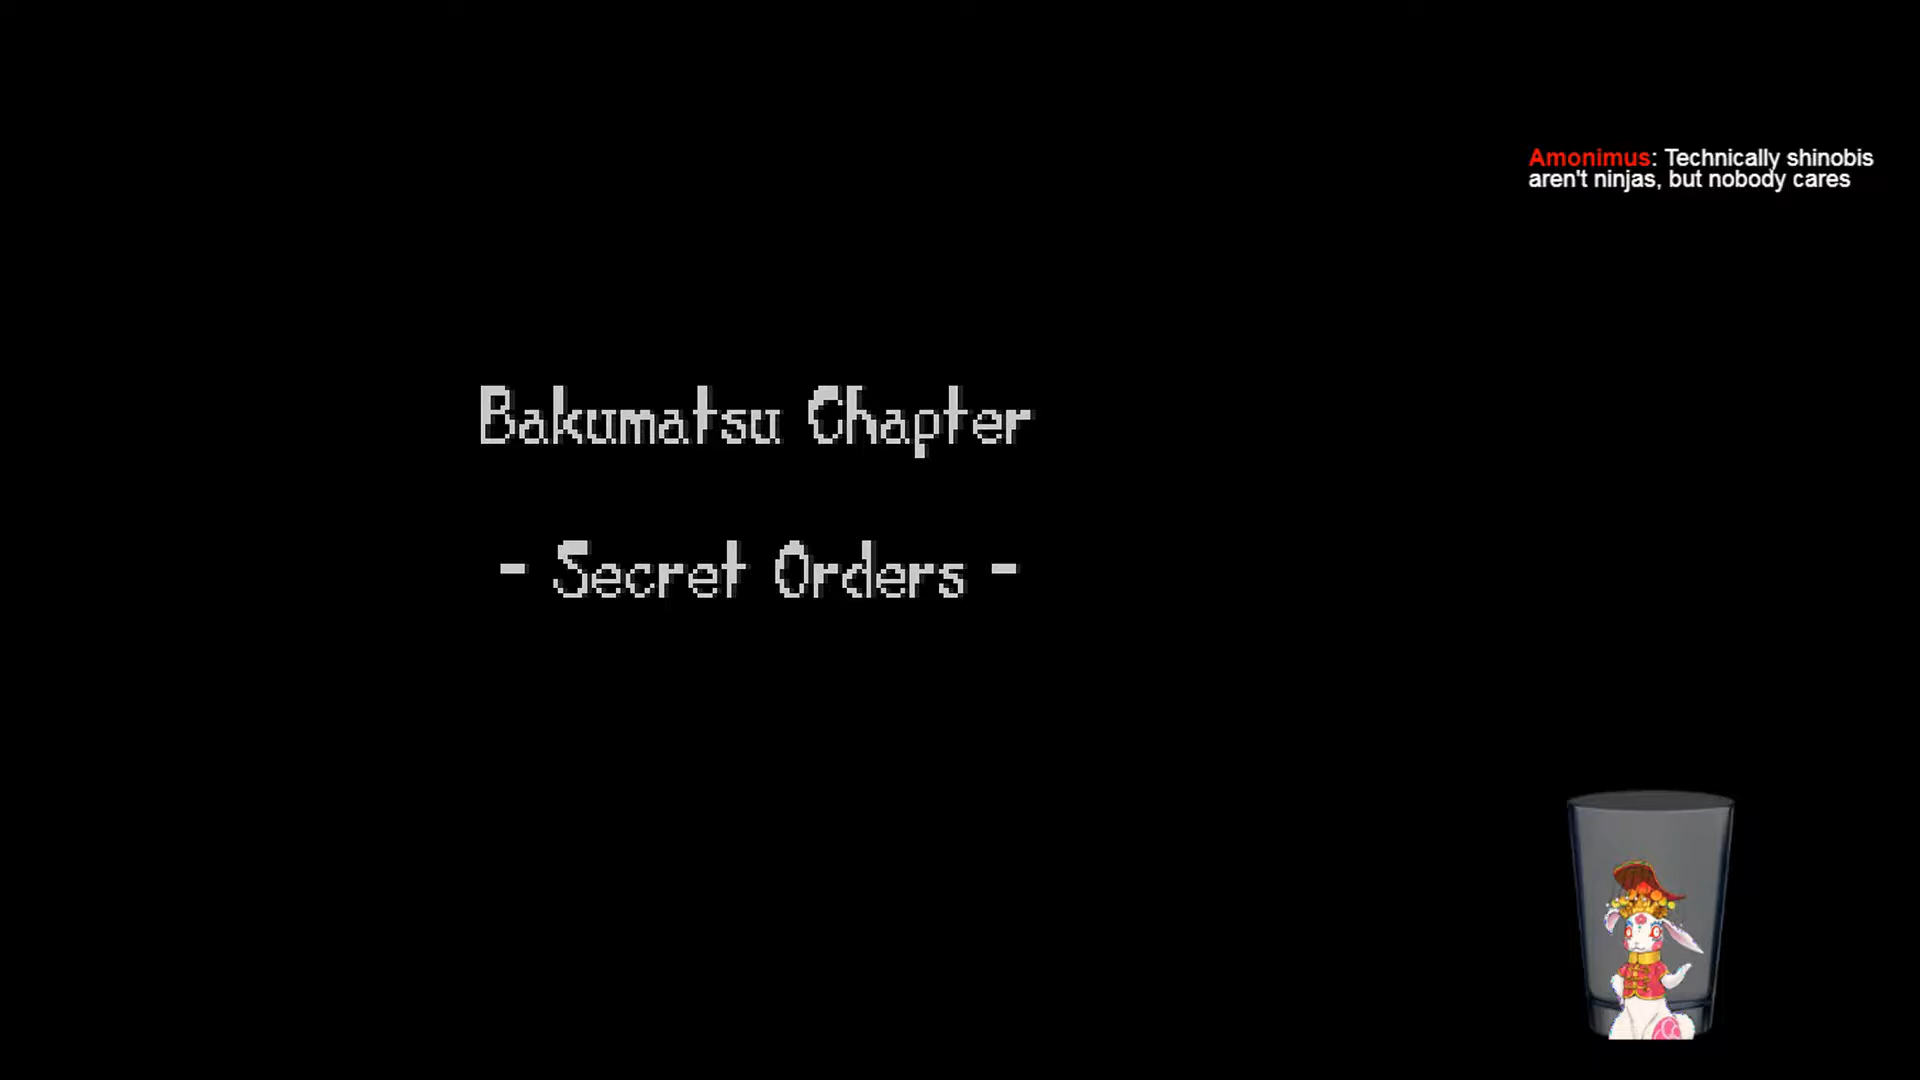 Amonimus: Technically shinobis
aren't ninjas, but nobody cares
Bakumatsu Chapter
- Secret Orders -